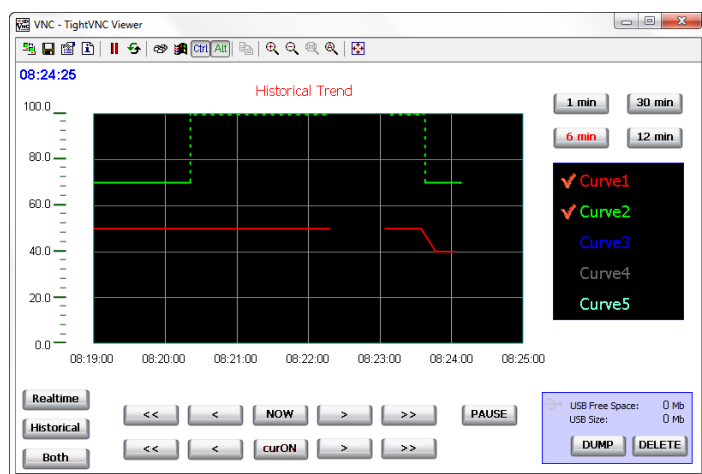 VNC - TightVNC Viewer
Ctrl Alt
08:24:25
Historical Trend
100.0
80.0
60.0
40.0
20.0
0.0
08:19:00 08:20:00 08:21:00 08:22:00 08:23:00 08:24:00 08:25:00
1 min 30 min
6 min 12 min
Curve1
Curve2
Curve3
Curve4
Curve5
Realtime
Historical
Both
<< < NOW > >> PAUSE
<< < curON > >>
USB Free Space: 0 Mb
USB Size: 0 Mb
DUMP DELETE